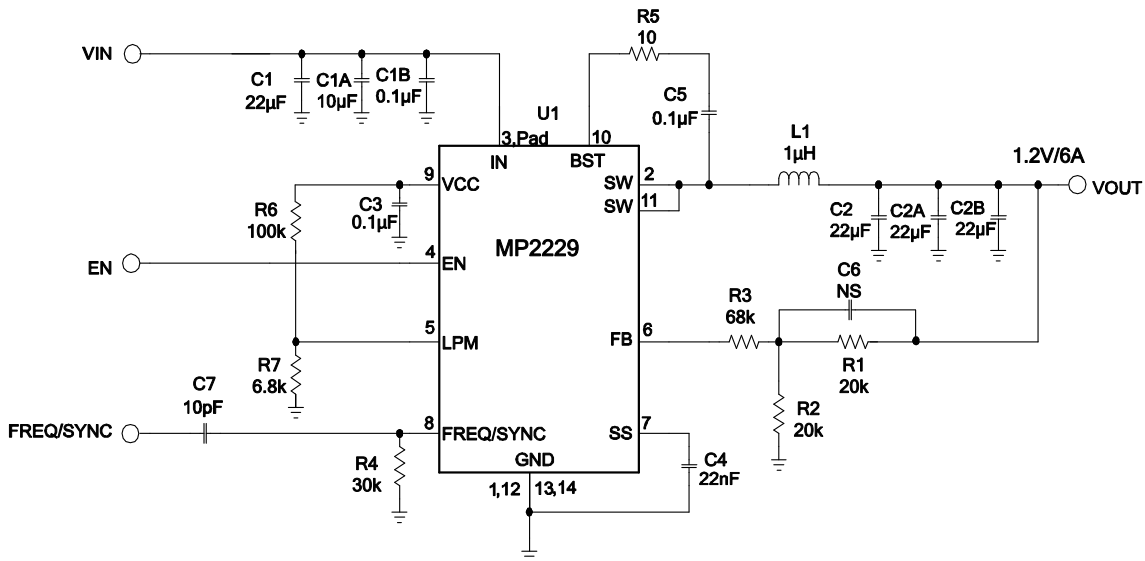 R5
10
VIN
C1
22µF
C1A
10µF
C1B
0.1µF
C5
0.1µF
U1
3,Pad
10
IN
BST
L1
1µH
1.2V/6A
9
VCC
SW
2
VOUT
SW
11
R6
100k
C3
0.1µF
C2
22µF
C2A
22µF
C2B
22µF
MP2229
4
EN
EN
C6
NS
R3
68k
5
LPM
FB
6
R1
20k
R7
6.8k
C7
10pF
R2
20k
FREQ/SYNC
8
FREQ/SYNC
SS
7
R4
30k
GND
C4
22nF
1,12
13,14